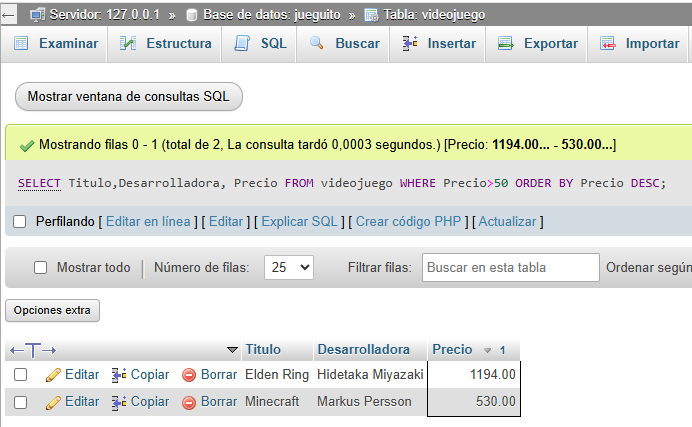 Servidor: 127.0.0.1 » Base de datos: jueguito » Tabla: videojuego
Examinar Estructura SQL Buscar Insertar Exportar Importar
Mostrar ventana de consultas SQL
Mostrando filas 0 - 1 (total de 2, La consulta tardó 0,0003 segundos.) [Precio: 1194.00... - 530.00...]
SELECT Titulo,Desarrolladora, Precio FROM videojuego WHERE Precio>50 ORDER BY Precio DESC;
Perfilando [ Editar en línea ] [ Editar ] [ Explicar SQL ] [ Crear código PHP ] [ Actualizar ]
Mostrar todo | Número de filas: 25 Filtrar filas: Buscar en esta tabla Ordenar según
Opciones extra
←T→ Titulo Desarrolladora Precio 1
Editar Copiar Borrar Elden Ring Hidetaka Miyazaki 1194.00
Editar Copiar Borrar Minecraft Markus Persson 530.00